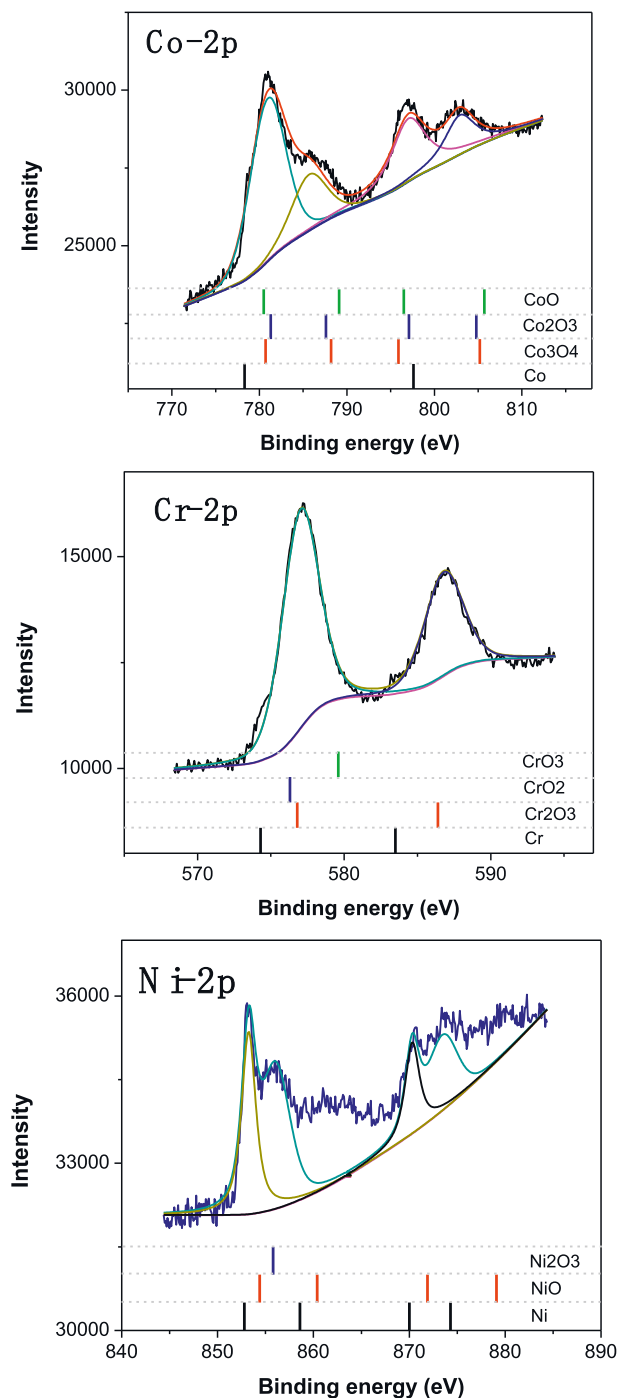 Co-2p
30000
25000
Intensity
CoO
Co2O3
Co3O4
Co
770 780 790 800 810
Binding energy (eV)
Cr-2p
15000
10000
Intensity
CrO3
CrO2
Cr2O3
Cr
570 580 590
Binding energy (eV)
Ni-2p
36000
33000
30000
Intensity
Ni2O3
NiO
Ni
840 850 860 870 880 890
Binding energy (eV)